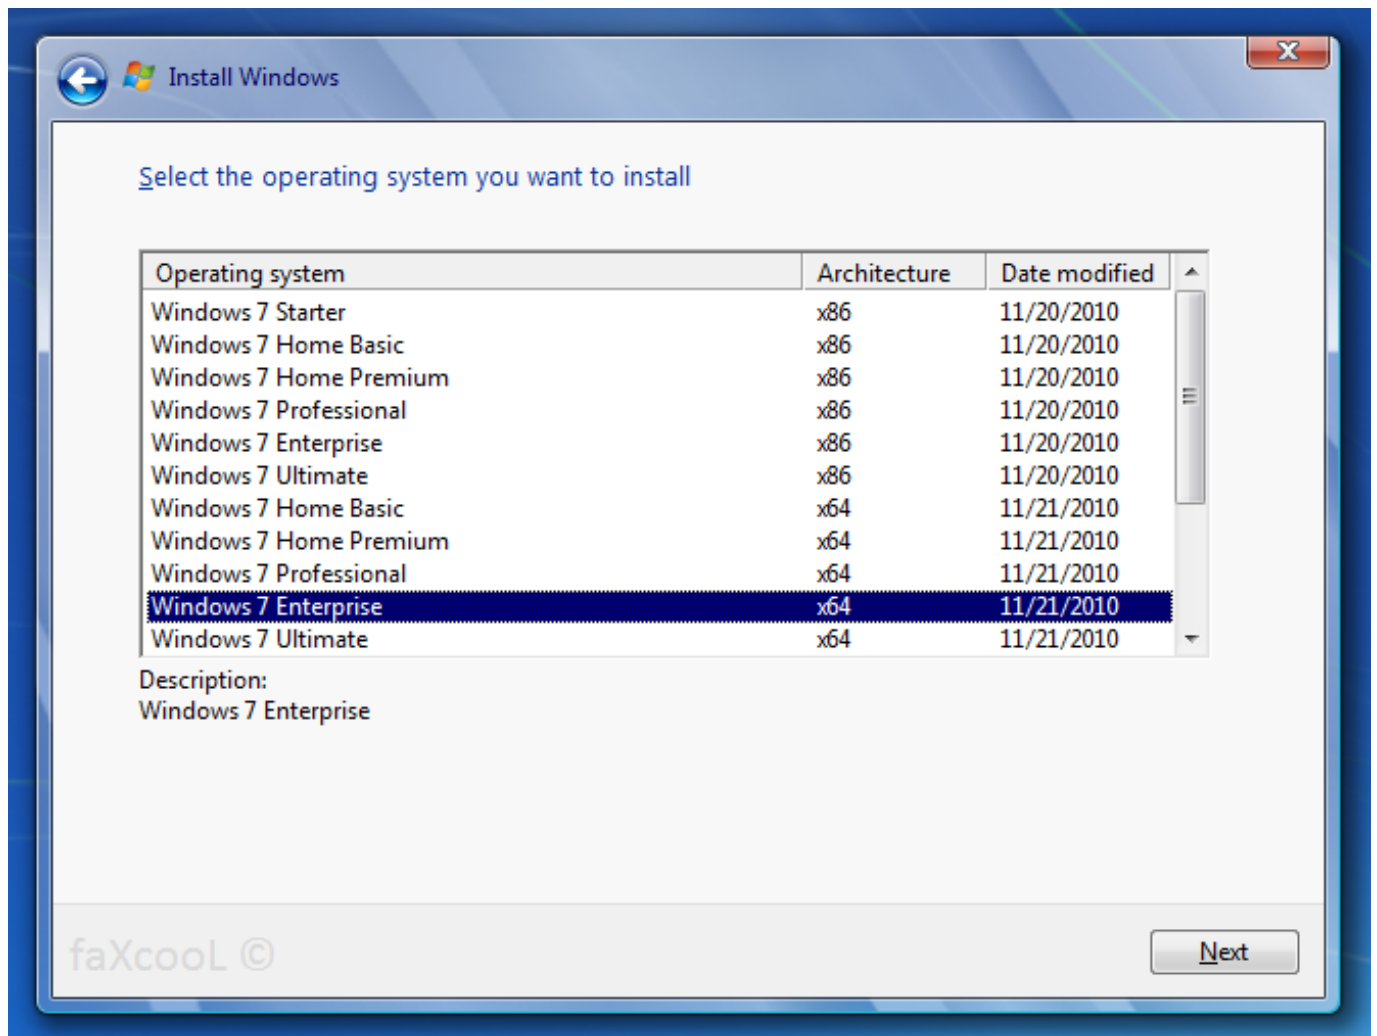 Install Windows
X
Select the operating system you want to install
Operating system Architecture Date modified
Windows 7 Starter x86 11/20/2010
Windows 7 Home Basic x86 11/20/2010
Windows 7 Home Premium x86 11/20/2010
Windows 7 Professional x86 11/20/2010
Windows 7 Enterprise x86 11/20/2010
Windows 7 Ultimate x86 11/20/2010
Windows 7 Home Basic x64 11/21/2010
Windows 7 Home Premium x64 11/21/2010
Windows 7 Professional x64 11/21/2010
Windows 7 Enterprise x64 11/21/2010
Windows 7 Ultimate x64 11/21/2010
Description:
Windows 7 Enterprise
faXcooL ©
Next